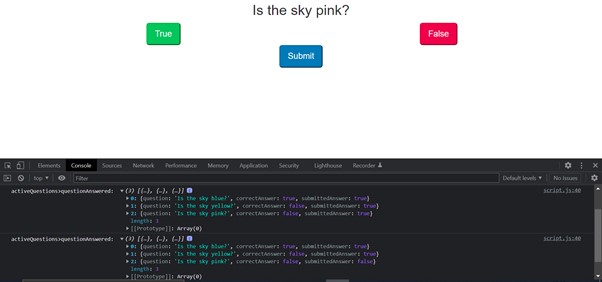 Is the sky pink?
True False
Submit
Elements Console Sources Network Performance Memory Application Security Lighthouse Recorder
top Filter Default levels No Issues
activeQuestions>questionAnswered: (3) [{…}, {…}, {…}] script.js:40
0: {question: 'Is the sky blue?', correctAnswer: true, submittedAnswer: true}
1: {question: 'Is the sky yellow?', correctAnswer: false, submittedAnswer: true}
2: {question: 'Is the sky pink?', correctAnswer: false, submittedAnswer: true}
length: 3
[[Prototype]]: Array(0)
activeQuestions>questionAnswered: (3) [{…}, {…}, {…}] script.js:40
0: {question: 'Is the sky blue?', correctAnswer: true, submittedAnswer: true}
1: {question: 'Is the sky yellow?', correctAnswer: false, submittedAnswer: true}
2: {question: 'Is the sky pink?', correctAnswer: false, submittedAnswer: false}
length: 3
[[Prototype]]: Array(0)